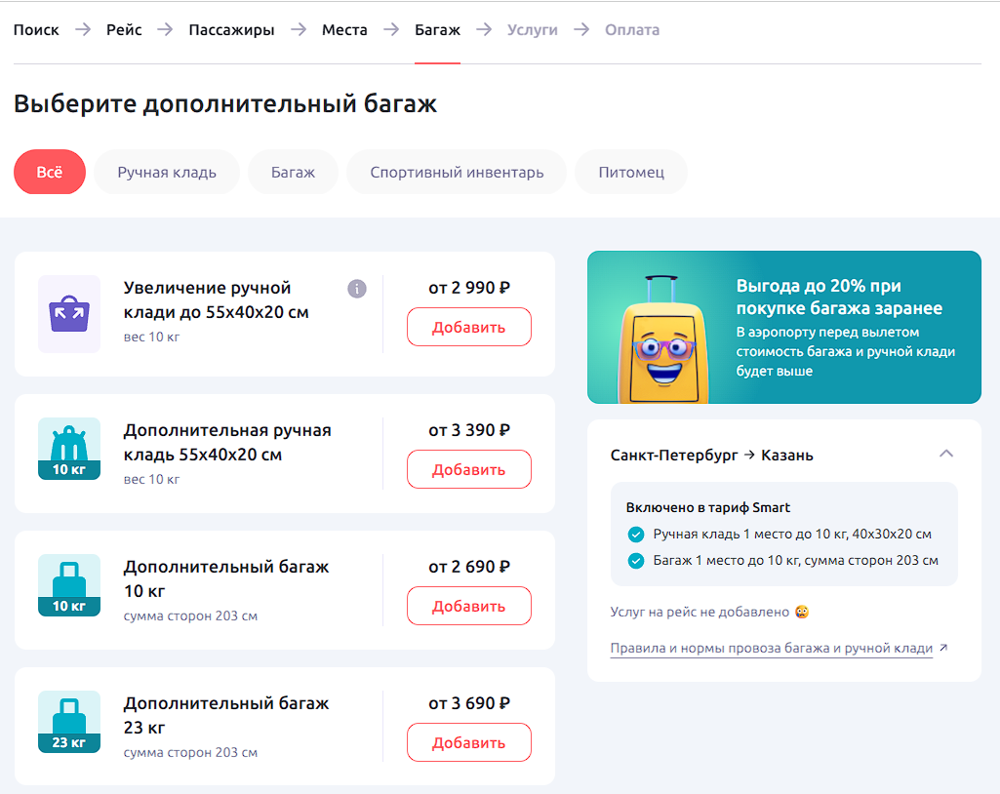 Поиск → Рейс → Пассажиры → Места → Багаж → Услуги → Оплата
Выберите дополнительный багаж
Всё Ручная кладь Багаж Спортивный инвентарь Питомец
Увеличение ручной
клади до 55x40x20 см
вес 10 кг
от 2 990 ₽
Добавить
10 кг
Дополнительная ручная
кладь 55x40x20 см
вес 10 кг
от 3 390 ₽
Добавить
10 кг
Дополнительный багаж
10 кг
сумма сторон 203 см
от 2 690 ₽
Добавить
23 кг
Дополнительный багаж
23 кг
сумма сторон 203 см
от 3 690 ₽
Добавить
Выгода до 20% при
покупке багажа заранее
В аэропорту перед вылетом
стоимость багажа и ручной клади
будет выше
Санкт-Петербург → Казань
Включено в тариф Smart
Ручная кладь 1 место до 10 кг, 40x30x20 см
Багаж 1 место до 10 кг, сумма сторон 203 см
Услуг на рейс не добавлено 😥
Правила и нормы провоза багажа и ручной клади ↗